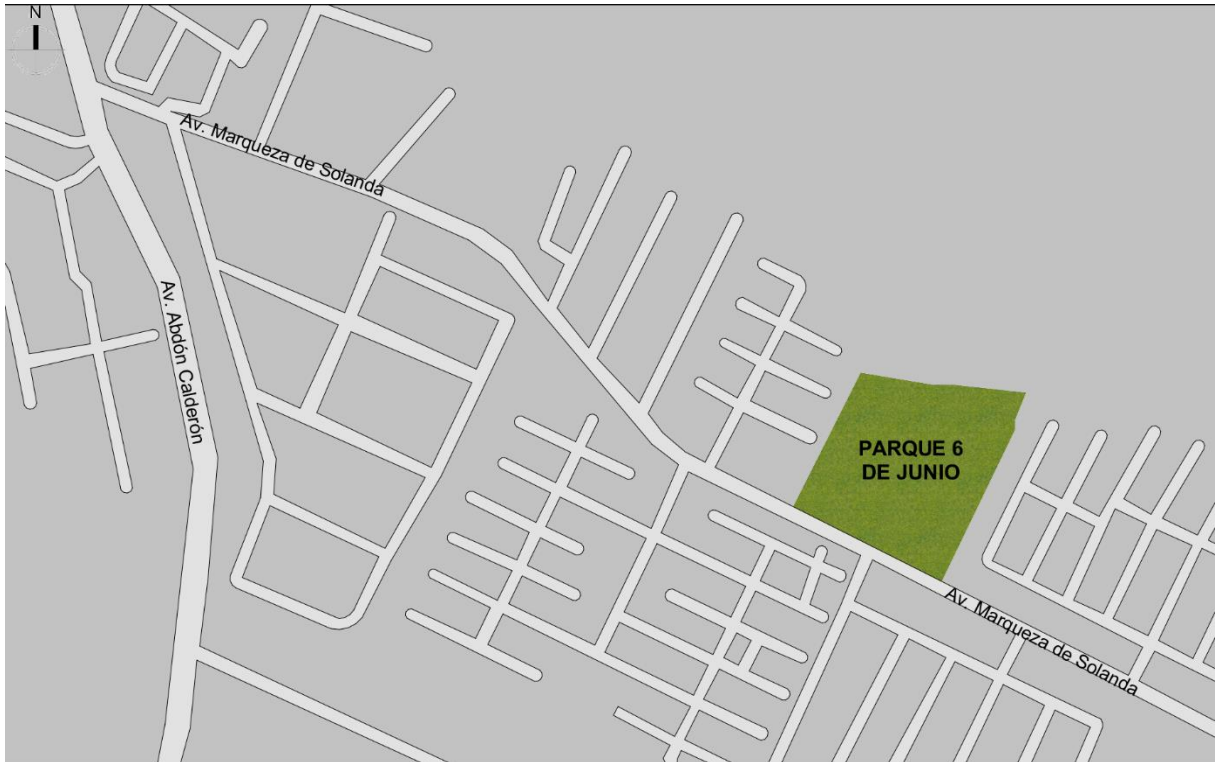 N
Av. Marqueza de Solanda
Av. Abdón Calderón
PARQUE 6
DE JUNIO
Av. Marqueza de Solanda